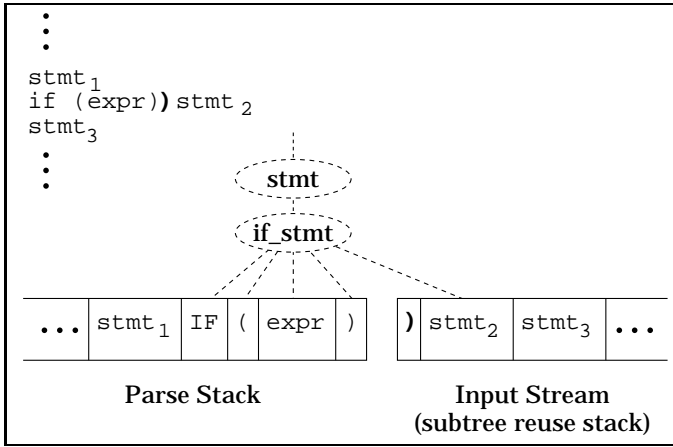 stmt1
if (expr))stmt2
stmt3
stmt
if_stmt
... stmt1 IF ( expr ) ) stmt2 stmt3 ...
Parse Stack
Input Stream
(subtree reuse stack)